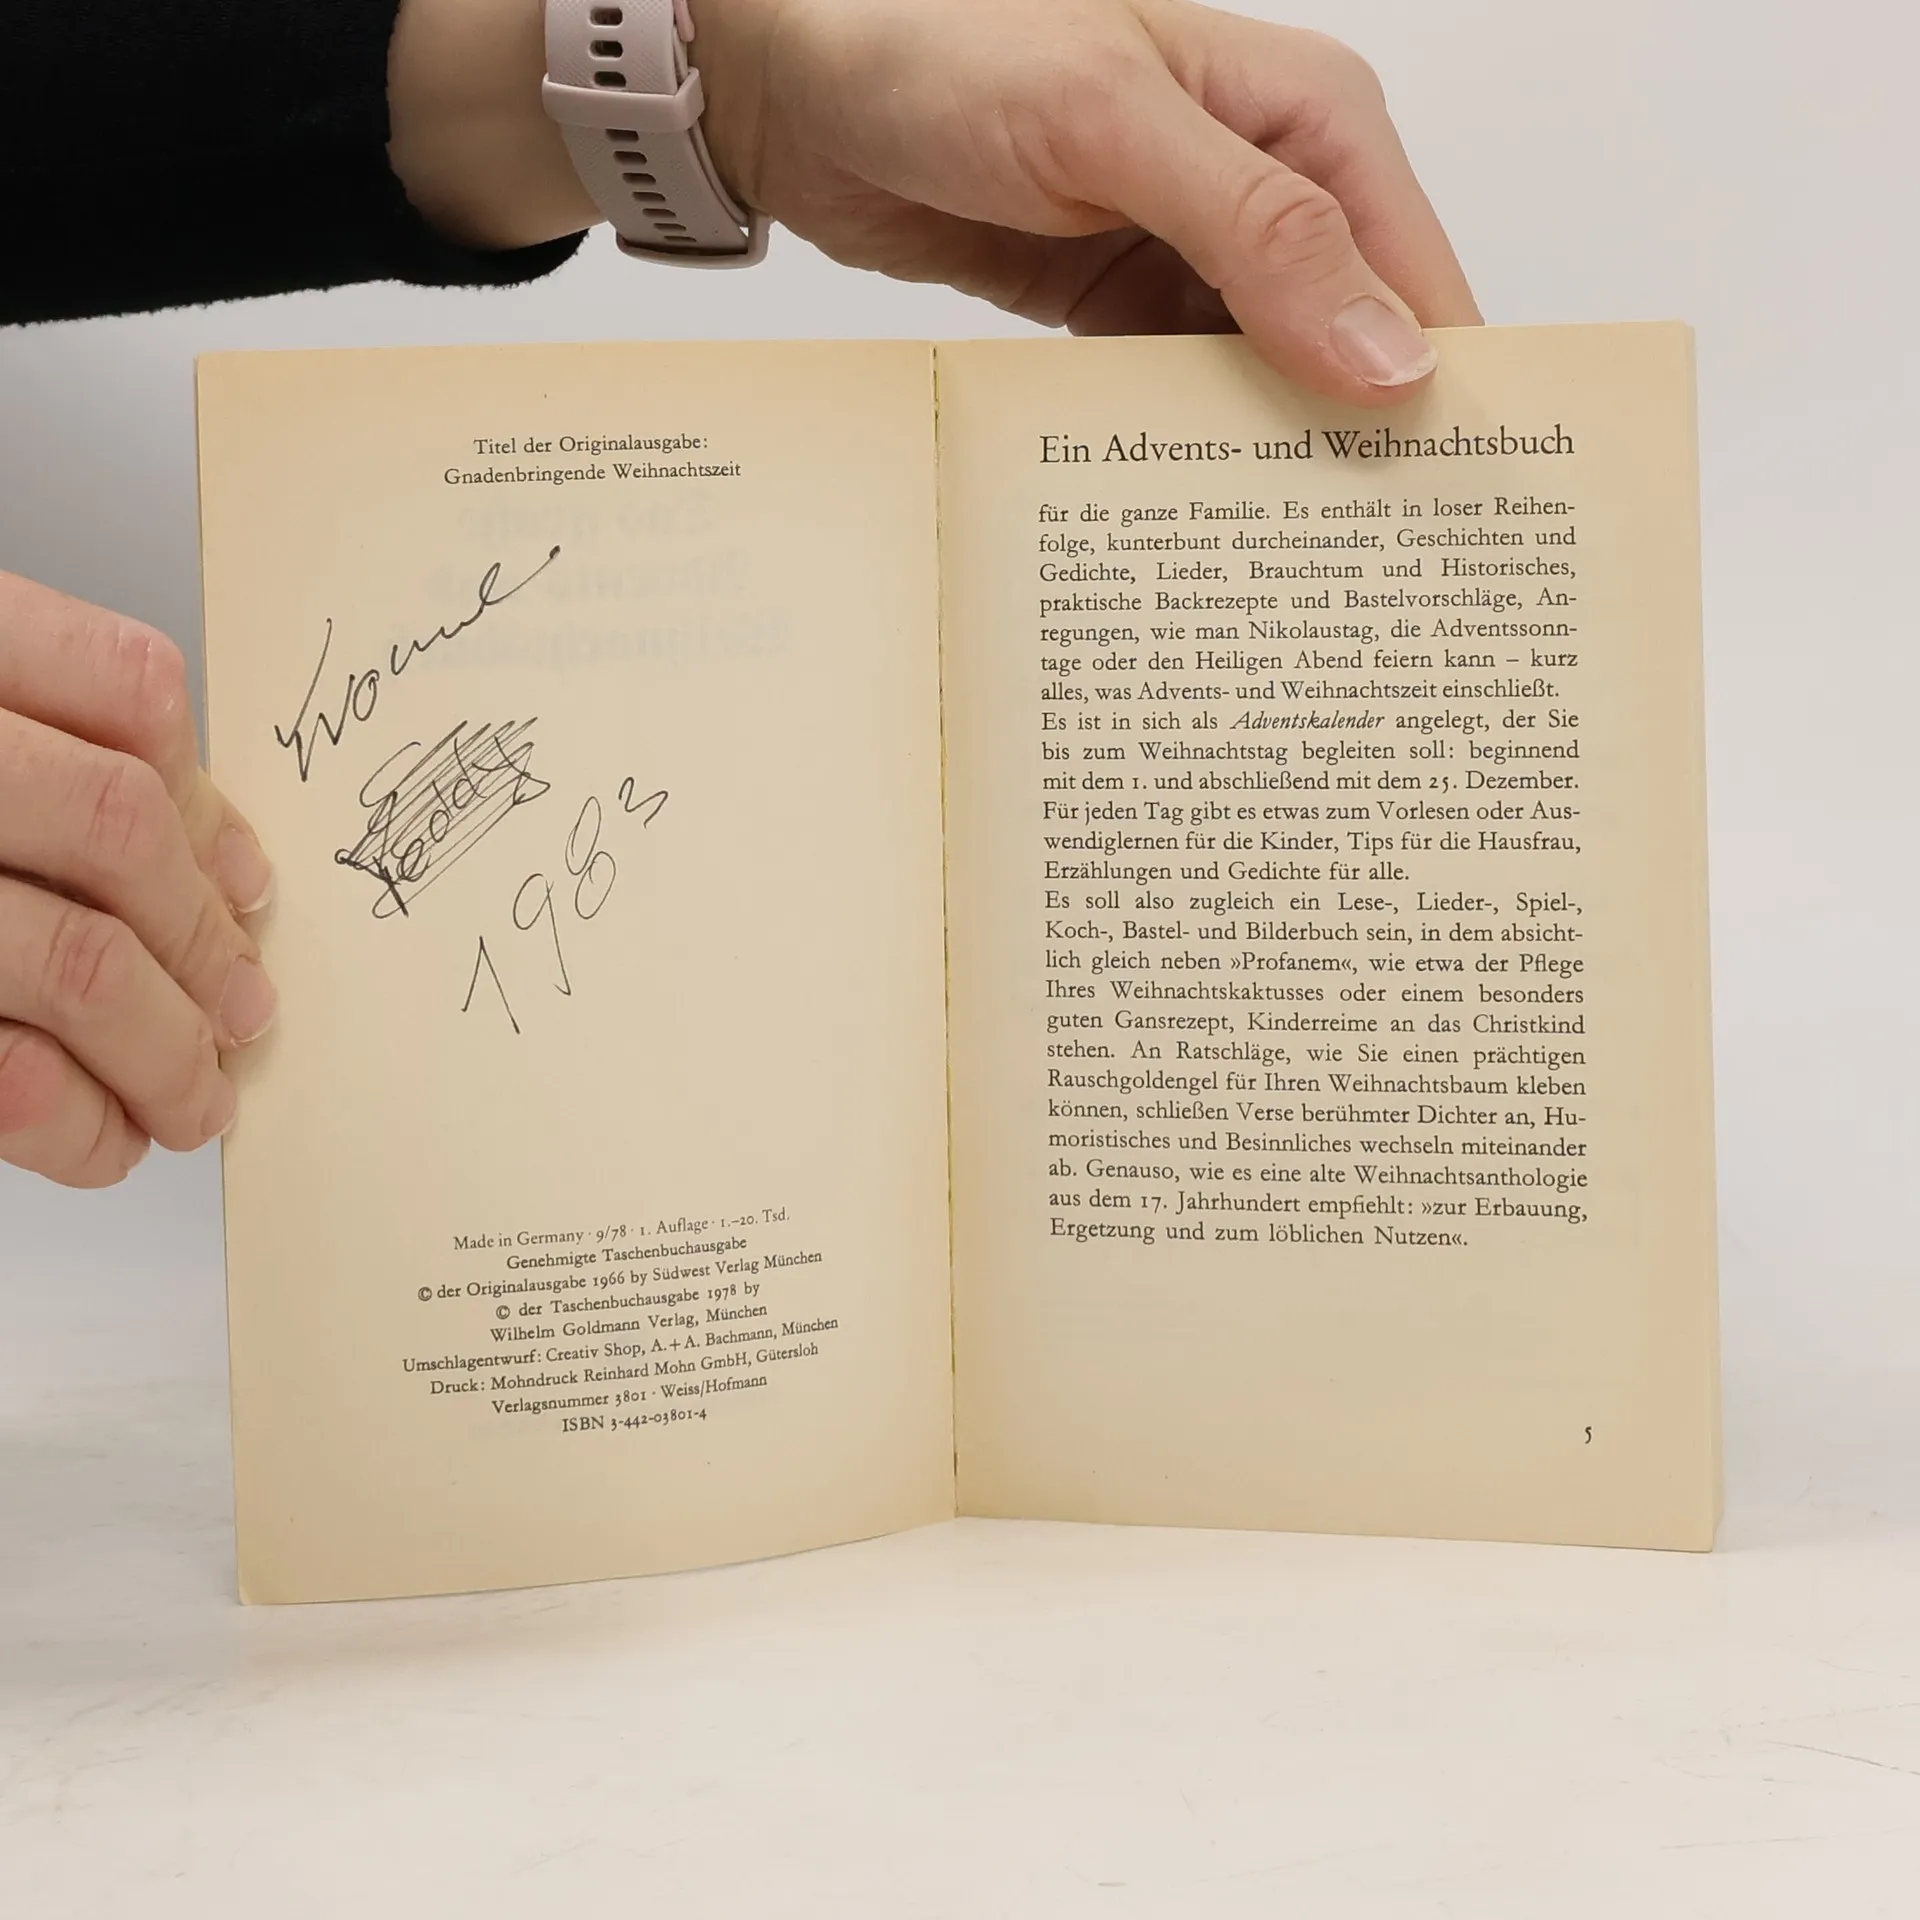 Titel der Originalausgabe:
Gnadenbringende Weihnachtszeit
Teddy
1983
Made in Germany · 9/78 · 1. Auflage · 1.–20. Tsd.
Genehmigte Taschenbuchausgabe
© der Originalausgabe 1966 by Südwest Verlag München
© der Taschenbuchausgabe 1978 by
Wilhelm Goldmann Verlag, München
Umschlagentwurf: Creativ Shop, A.+A. Bachmann, München
Druck: Mohndruck Reinhard Mohn GmbH, Gütersloh
Verlagsnummer 3801 · Weiss/Hofmann
ISBN 3-442-03801-4
Ein Advents- und Weihnachtsbuch
für die ganze Familie. Es enthält in loser Reihen-
folge, kunterbunt durcheinander, Geschichten und
Gedichte, Lieder, Brauchtum und Historisches,
praktische Backrezepte und Bastelvorschläge, An-
regungen, wie man Nikolaustag, die Adventssonn-
tage oder den Heiligen Abend feiern kann – kurz
alles, was Advents- und Weihnachtszeit einschließt.
Es ist in sich als Adventskalender angelegt, der Sie
bis zum Weihnachtstag begleiten soll: beginnend
mit dem 1. und abschließend mit dem 25. Dezember.
Für jeden Tag gibt es etwas zum Vorlesen oder Aus-
wendiglernen für die Kinder, Tips für die Hausfrau,
Erzählungen und Gedichte für alle.
Es soll also zugleich ein Lese-, Lieder-, Spiel-,
Koch-, Bastel- und Bilderbuch sein, in dem absicht-
lich gleich neben »Profanem«, wie etwa der Pflege
Ihres Weihnachtskaktusses oder einem besonders
guten Gansrezept, Kinderreime an das Christkind
stehen. An Ratschläge, wie Sie einen prächtigen
Rauschgoldengel für Ihren Weihnachtsbaum kleben
können, schließen Verse berühmter Dichter an, Hu-
moristisches und Besinnliches wechseln miteinander
ab. Genauso, wie es eine alte Weihnachtsanthologie
aus dem 17. Jahrhundert empfiehlt: »zur Erbauung,
Ergetzung und zum löblichen Nutzen«.
5